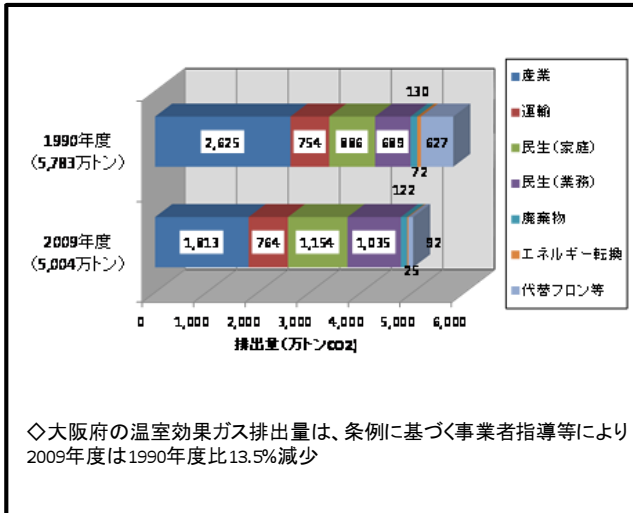 130
1990年度
(5,783万トン)
2,625 754 886 689 627
72
122
2009年度
(5,004万トン)
1,813 764 1,154 1,035 92
25
0 1,000 2,000 3,000 4,000 5,000 6,000
排出量(万トンCO2)
産業
運輸
民生(家庭)
民生(業務)
廃棄物
エネルギー転換
代替フロン等
◇大阪府の温室効果ガス排出量は、条例に基づく事業者指導等により
2009年度は1990年度比13.5%減少